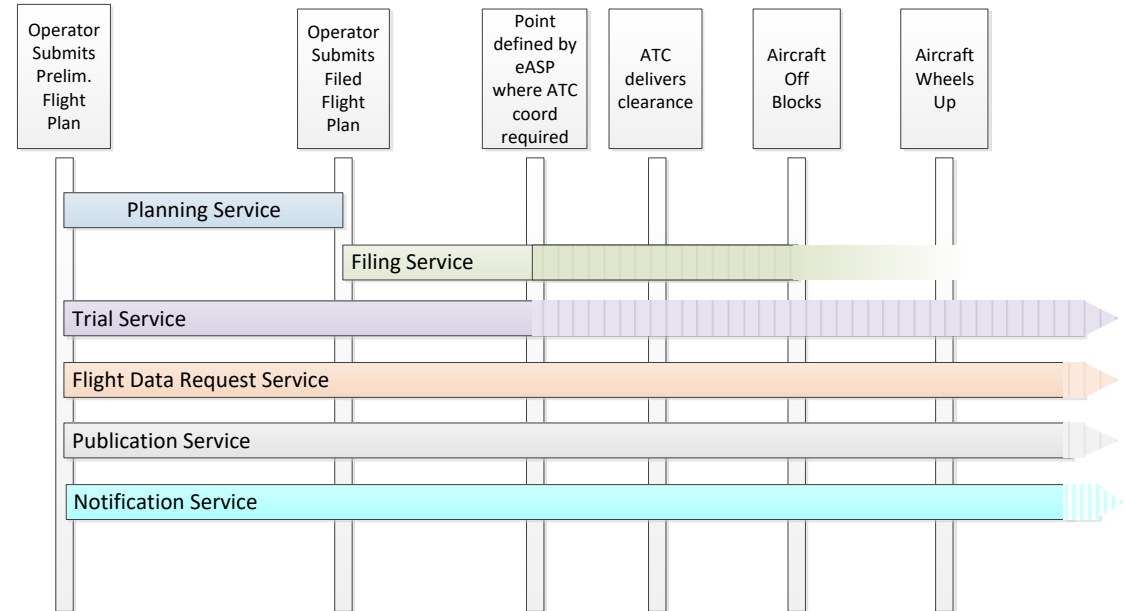 Operator
Submits
Prelim.
Flight
Plan
Operator
Submits
Filed
Flight
Plan
Point
defined by
eASP
where ATC
coord
required
ATC
delivers
clearance
Aircraft
Off
Blocks
Aircraft
Wheels
Up
Planning Service
Filing Service
Trial Service
Flight Data Request Service
Publication Service
Notification Service